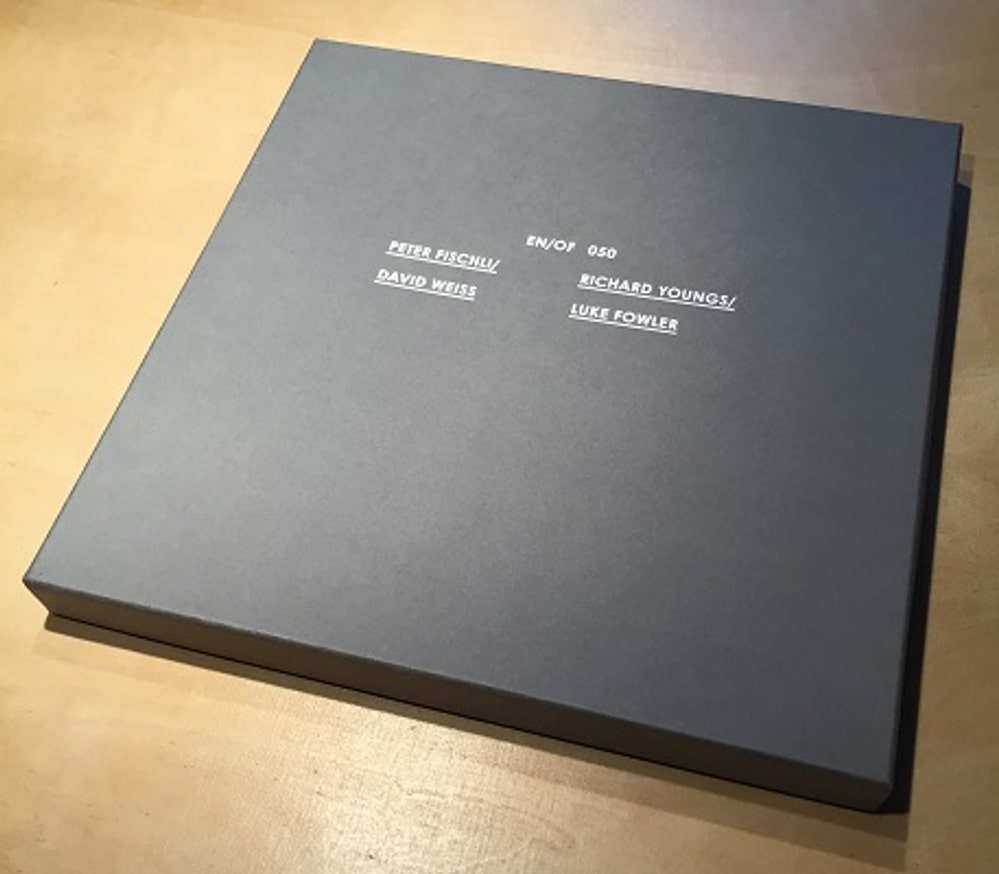 EN/OF 050
PETER FISCHLI/
DAVID WEISS
RICHARD YOUNGS/
LUKE FOWLER